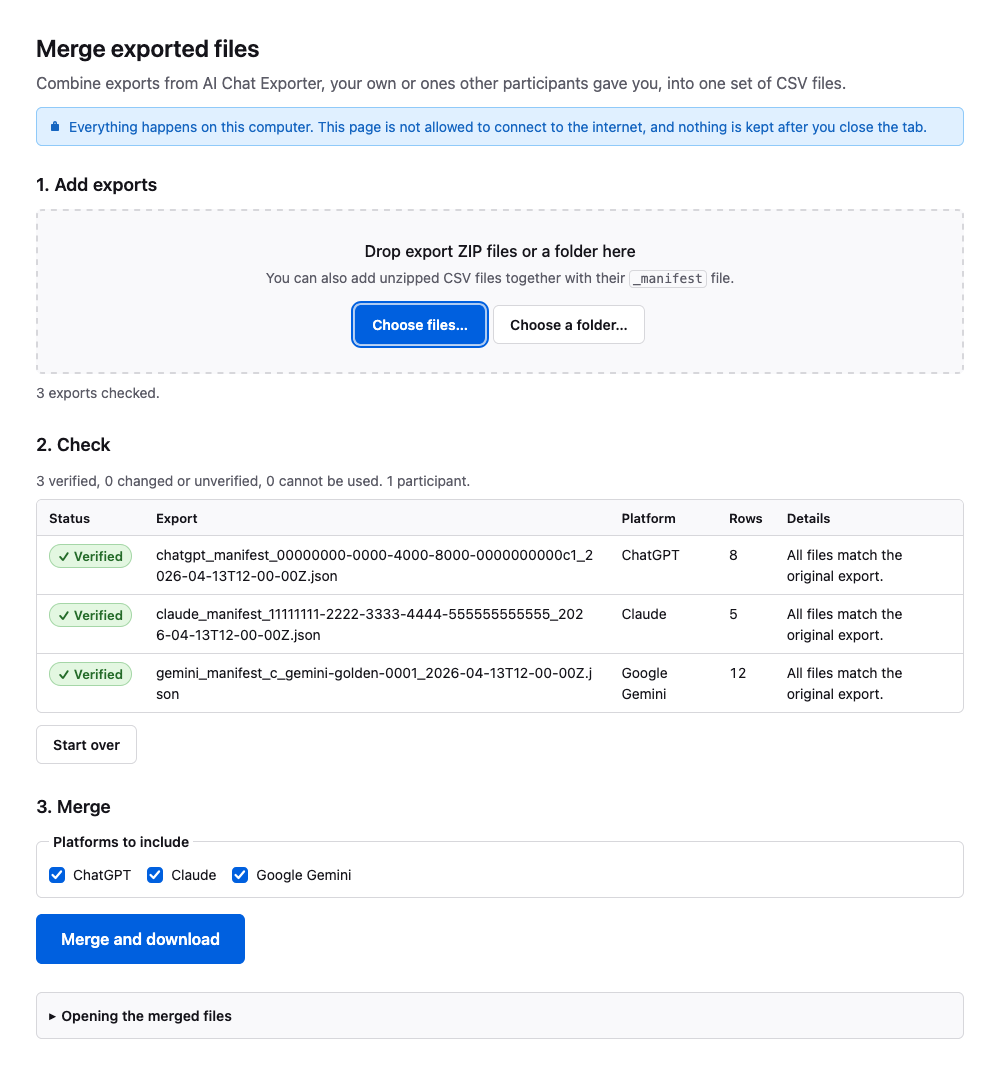 Merge exported files
Combine exports from AI Chat Exporter, your own or ones other participants gave you, into one set of CSV files.
Everything happens on this computer. This page is not allowed to connect to the internet, and nothing is kept after you close the tab.
1. Add exports
Drop export ZIP files or a folder here
You can also add unzipped CSV files together with their _manifest file.
Choose files...
Choose a folder...
3 exports checked.
2. Check
3 verified, 0 changed or unverified, 0 cannot be used. 1 participant.
Status Export Platform Rows Details
✓ Verified chatgpt_manifest_00000000-0000-4000-8000-0000000000c1_2 ChatGPT 8 All files match the
026-04-13T12-00-00Z.json original export.
✓ Verified claude_manifest_11111111-2222-3333-4444-555555555555_202 Claude 5 All files match the
6-04-13T12-00-00Z.json original export.
✓ Verified gemini_manifest_c_gemini-golden-0001_2026-04-13T12-00-00Z.j Google 12 All files match the
son Gemini original export.
Start over
3. Merge
Platforms to include
ChatGPT Claude Google Gemini
Merge and download
▸ Opening the merged files